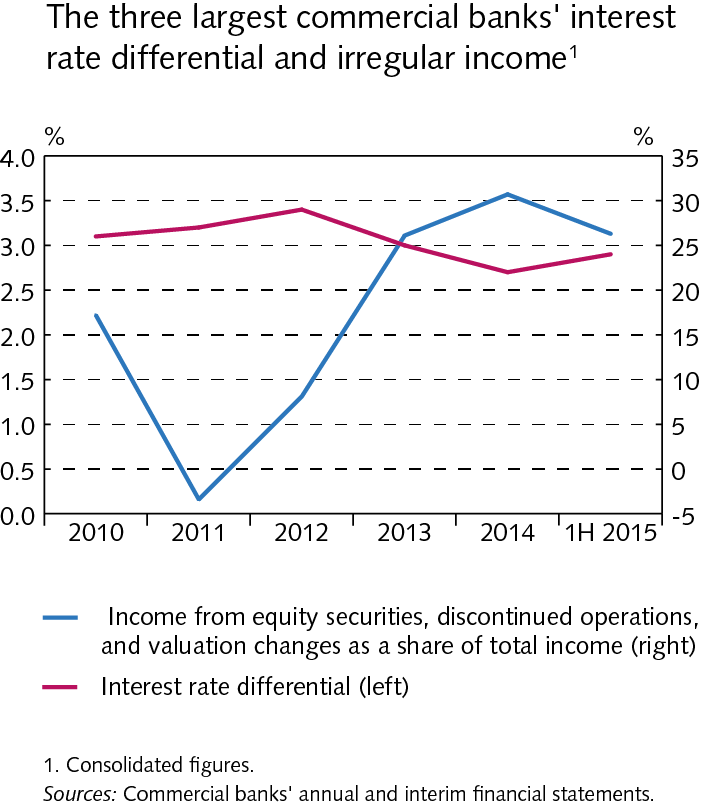 The three largest commercial banks' interest
rate differential and irregular income¹
% %
4.0 35
3.5 30
3.0 25
2.5 20
2.0 15
1.5 10
1.0 5
0.5 0
0.0 -5
2010 2011 2012 2013 2014 1H 2015
Income from equity securities, discontinued operations,
and valuation changes as a share of total income (right)
Interest rate differential (left)
1. Consolidated figures.
Sources: Commercial banks' annual and interim financial statements.